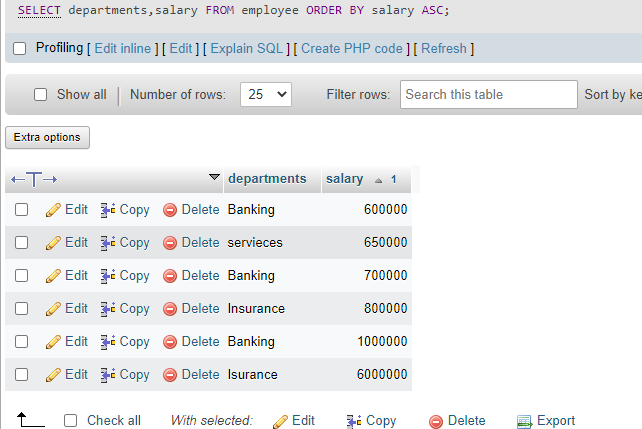 SELECT departments,salary FROM employee ORDER BY salary ASC;
Profiling [ Edit inline ] [ Edit ] [ Explain SQL ] [ Create PHP code ] [ Refresh ]
Show all Number of rows: 25 Filter rows: Search this table Sort by ke
Extra options
departments salary 1
Edit Copy Delete Banking 600000
Edit Copy Delete servieces 650000
Edit Copy Delete Banking 700000
Edit Copy Delete Insurance 800000
Edit Copy Delete Banking 1000000
Edit Copy Delete Isurance 6000000
Check all With selected: Edit Copy Delete Export